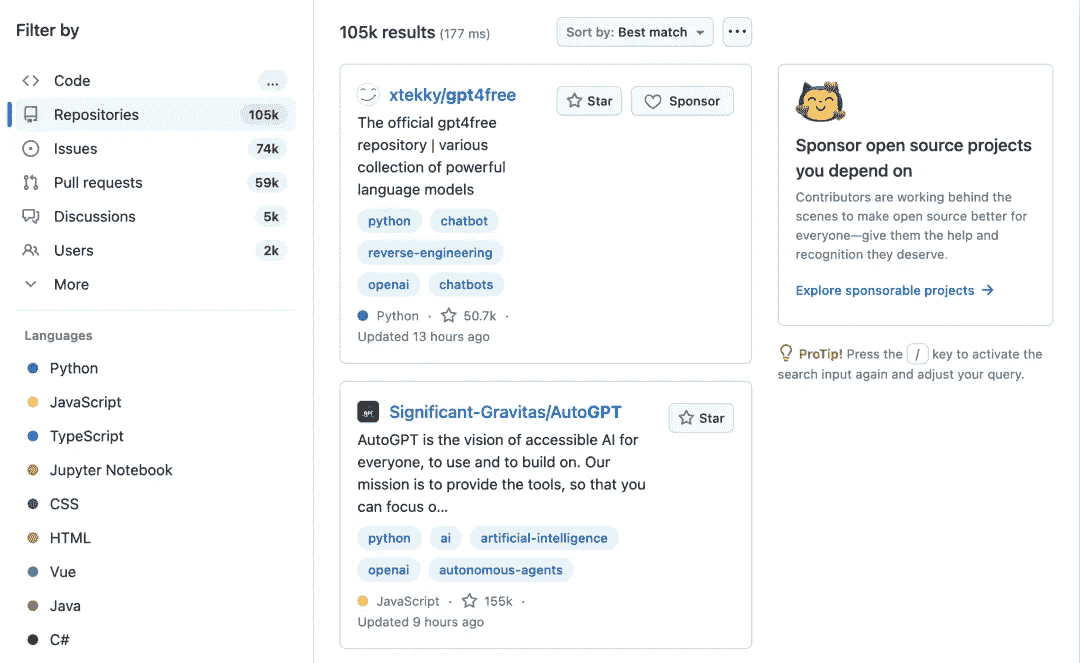 Filter by
Code
...
Repositories
105k
Issues
74k
Pull requests
59k
Discussions
5k
Users
2k
More
Languages
Python
JavaScript
TypeScript
Jupyter Notebook
CSS
HTML
Vue
Java
C#
105k results (177 ms)
Sort by: Best match
xtekky/gpt4free
Star
Sponsor
The official gpt4free
repository | various
collection of powerful
language models
python chatbot
reverse-engineering
openai chatbots
Python · 50.7k ·
Updated 13 hours ago
Significant-Gravitas/AutoGPT
Star
AutoGPT is the vision of accessible AI for
everyone, to use and to build on. Our
mission is to provide the tools, so that you
can focus o...
python ai artificial-intelligence
openai autonomous-agents
JavaScript · 155k ·
Updated 9 hours ago
Sponsor open source projects
you depend on
Contributors are working behind the
scenes to make open source better for
everyone—give them the help and
recognition they deserve.
Explore sponsorable projects →
ProTip! Press the / key to activate the
search input again and adjust your query.